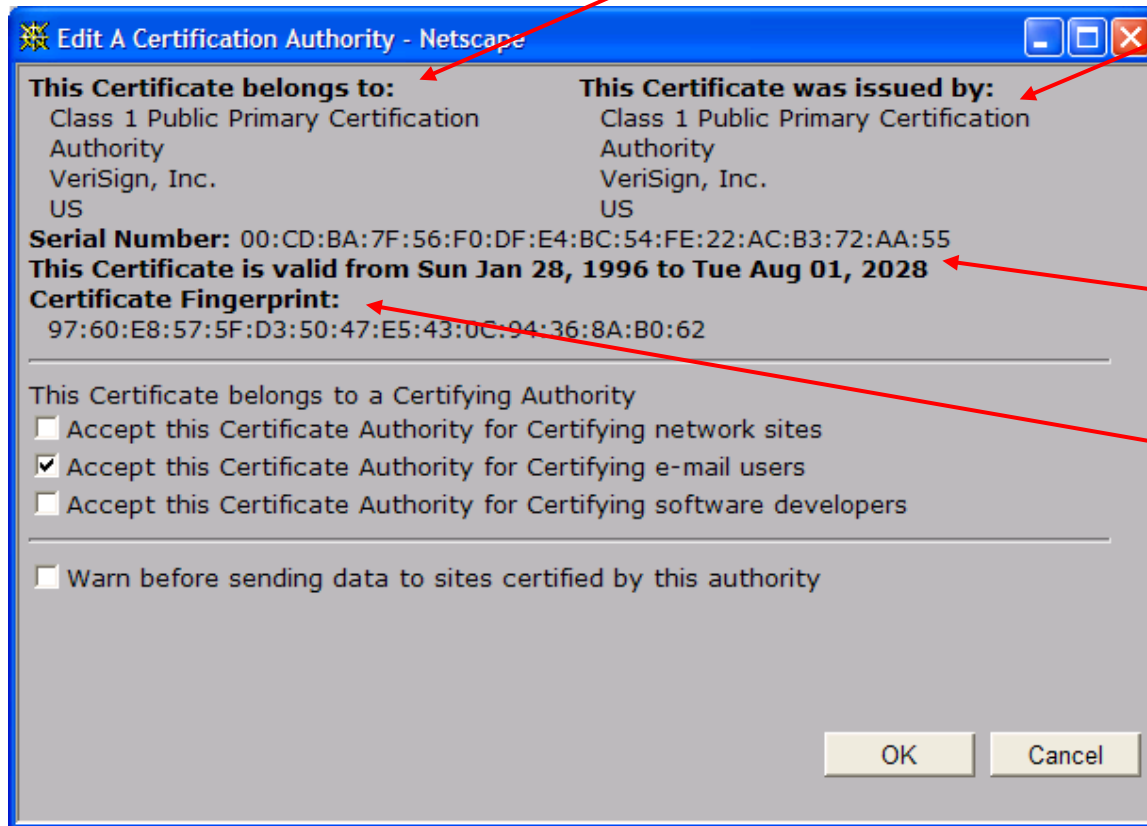 Edit A Certification Authority - Netscape
This Certificate belongs to:
Class 1 Public Primary Certification
Authority
VeriSign, Inc.
US
This Certificate was issued by:
Class 1 Public Primary Certification
Authority
VeriSign, Inc.
US
Serial Number: 00:CD:BA:7F:56:F0:DF:E4:BC:54:FE:22:AC:B3:72:AA:55
This Certificate is valid from Sun Jan 28, 1996 to Tue Aug 01, 2028
Certificate Fingerprint:
97:60:E8:57:5F:D3:50:47:E5:43:0C:94:36:8A:B0:62
This Certificate belongs to a Certifying Authority
Accept this Certificate Authority for Certifying network sites
Accept this Certificate Authority for Certifying e-mail users
Accept this Certificate Authority for Certifying software developers
Warn before sending data to sites certified by this authority
OK
Cancel